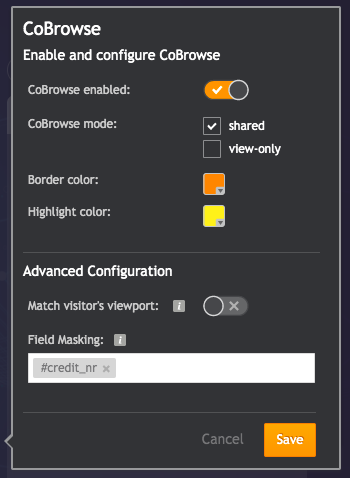 CoBrowse
Enable and configure CoBrowse
CoBrowse enabled:
CoBrowse mode:
shared
view-only
Border color:
Highlight color:
Advanced Configuration
Match visitor's viewport: i
Field Masking: i
#credit_nr ×
Cancel
Save